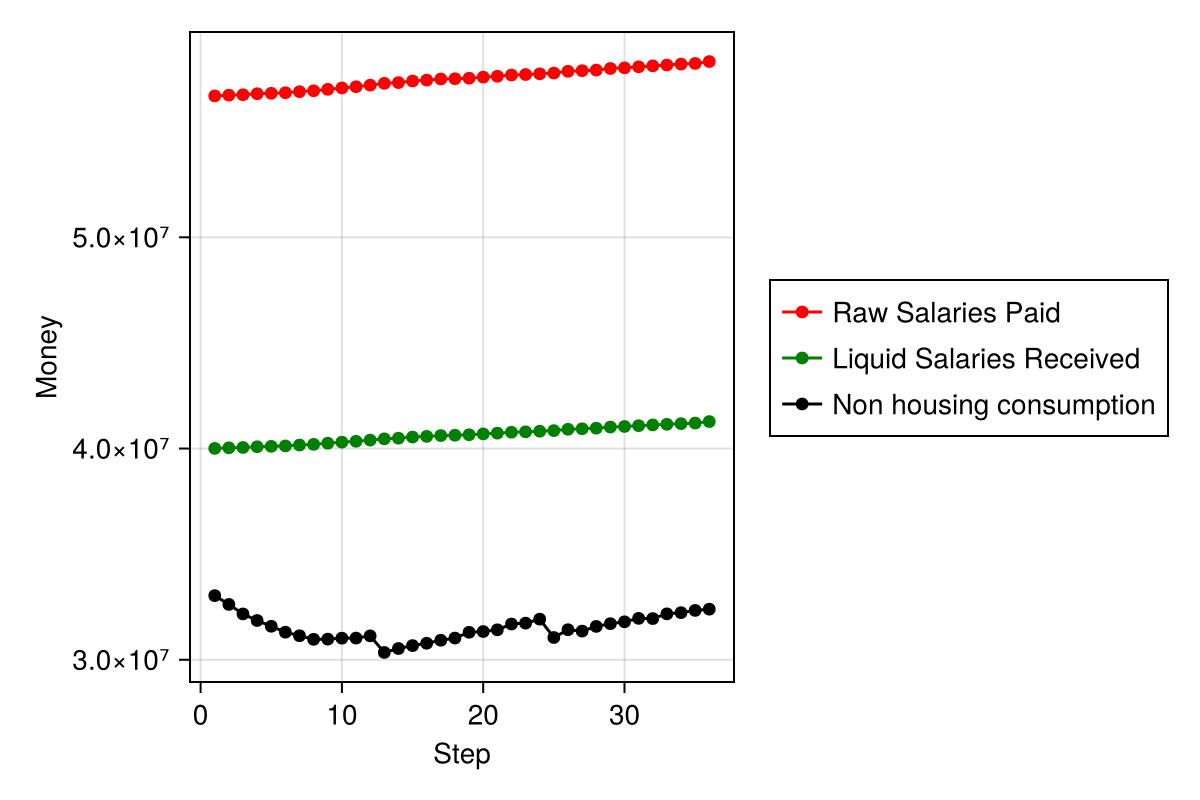 Money
5.0×10⁷
4.0×10⁷
3.0×10⁷
0 10 20 30
Step
Raw Salaries Paid
Liquid Salaries Received
Non housing consumption